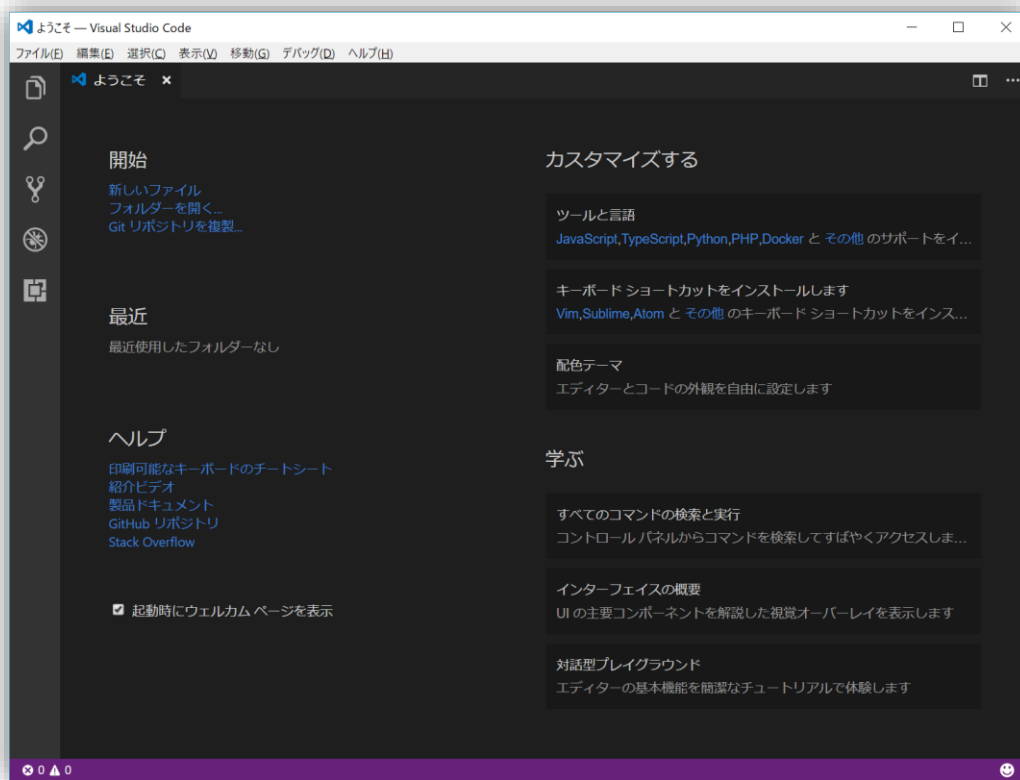 ようこそ — Visual Studio Code
ファイル(F) 編集(E) 選択(C) 表示(V) 移動(G) デバッグ(D) ヘルプ(H)
ようこそ
開始
新しいファイル
フォルダーを開く...
Git リポジトリを複製...
最近
最近使用したフォルダーなし
ヘルプ
印刷可能なキーボードのチートシート
紹介ビデオ
製品ドキュメント
GitHub リポジトリ
Stack Overflow
起動時にウェルカム ページを表示
カスタマイズする
ツールと言語
JavaScript,TypeScript,Python,PHP,Docker と その他 のサポートをイ...
キーボード ショートカットをインストールします
Vim,Sublime,Atom と その他 のキーボード ショートカットをインス...
配色テーマ
エディターとコードの外観を自由に設定します
学ぶ
すべてのコマンドの検索と実行
コントロール パネルからコマンドを検索してすばやくアクセスしま...
インターフェイスの概要
UI の主要コンポーネントを解説した視覚オーバーレイを表示します
対話型プレイグラウンド
エディターの基本機能を簡潔なチュートリアルで体験します
0 0